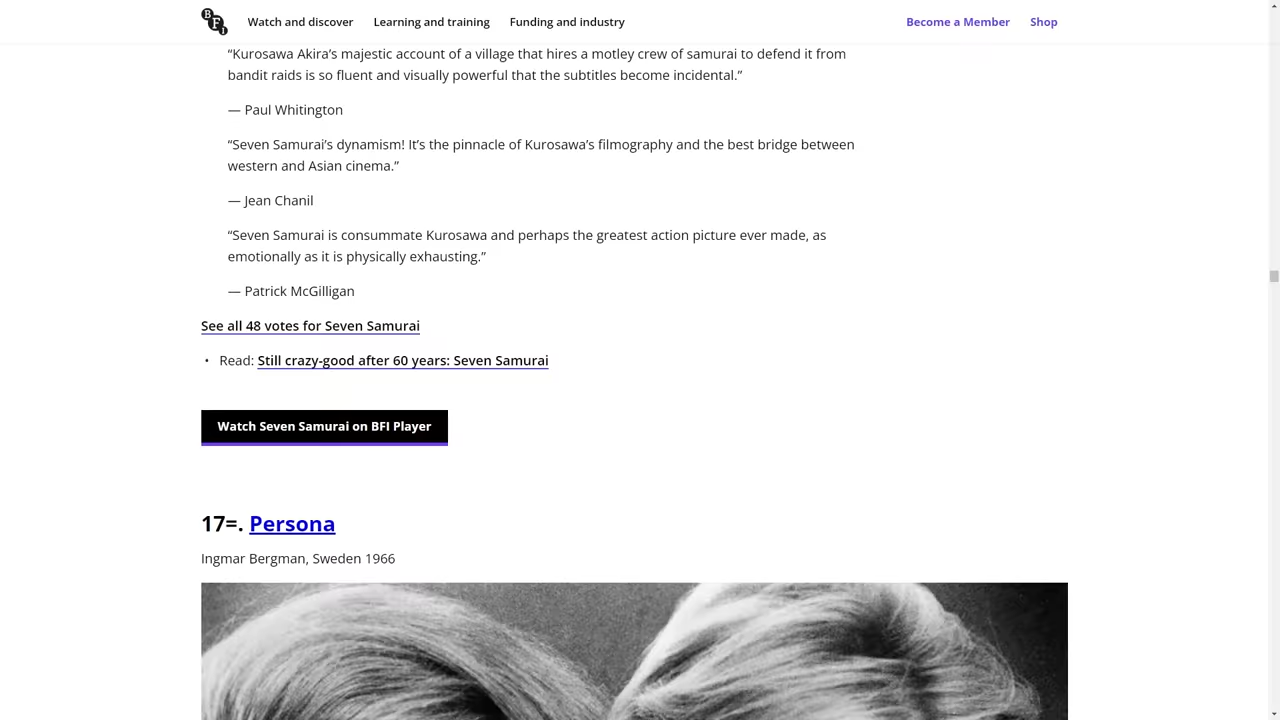 BFI
Watch and discover
Learning and training
Funding and industry
Become a Member
Shop
“Kurosawa Akira’s majestic account of a village that hires a motley crew of samurai to defend it from
bandit raids is so fluent and visually powerful that the subtitles become incidental.”
— Paul Whitington
“Seven Samurai’s dynamism! It’s the pinnacle of Kurosawa’s filmography and the best bridge between
western and Asian cinema.”
— Jean Chanil
“Seven Samurai is consummate Kurosawa and perhaps the greatest action picture ever made, as
emotionally as it is physically exhausting.”
— Patrick McGilligan
See all 48 votes for Seven Samurai
• Read: Still crazy-good after 60 years: Seven Samurai
Watch Seven Samurai on BFI Player
17=. Persona
Ingmar Bergman, Sweden 1966